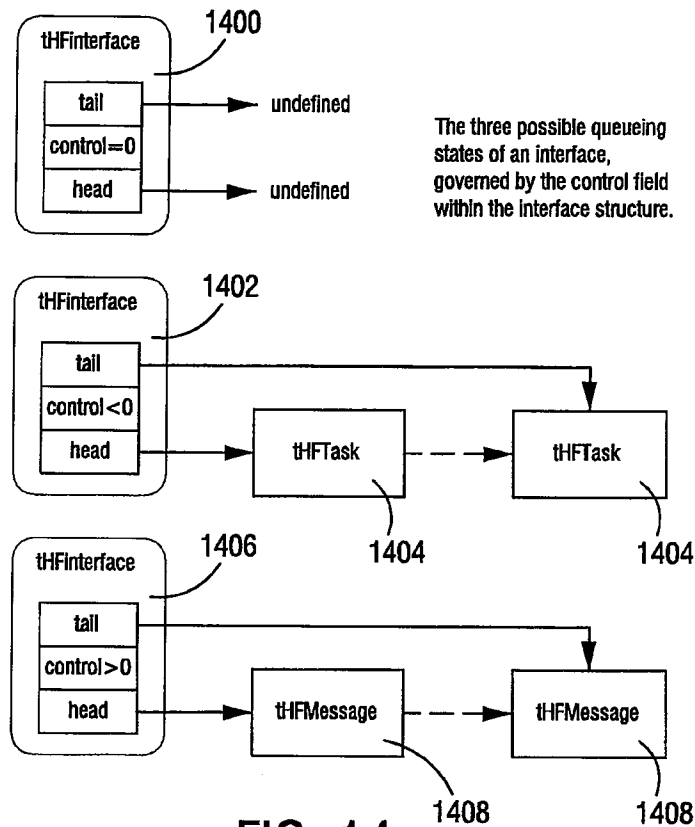 tHFinterface
1400
tail
undefined
control=0
head
undefined
The three possible queueing
states of an interface,
governed by the control field
within the interface structure.
tHFinterface
1402
tail
control<0
head
tHFTask
tHFTask
1404
1404
tHFinterface
1406
tail
control>0
head
tHFMessage
tHFMessage
1408
1408